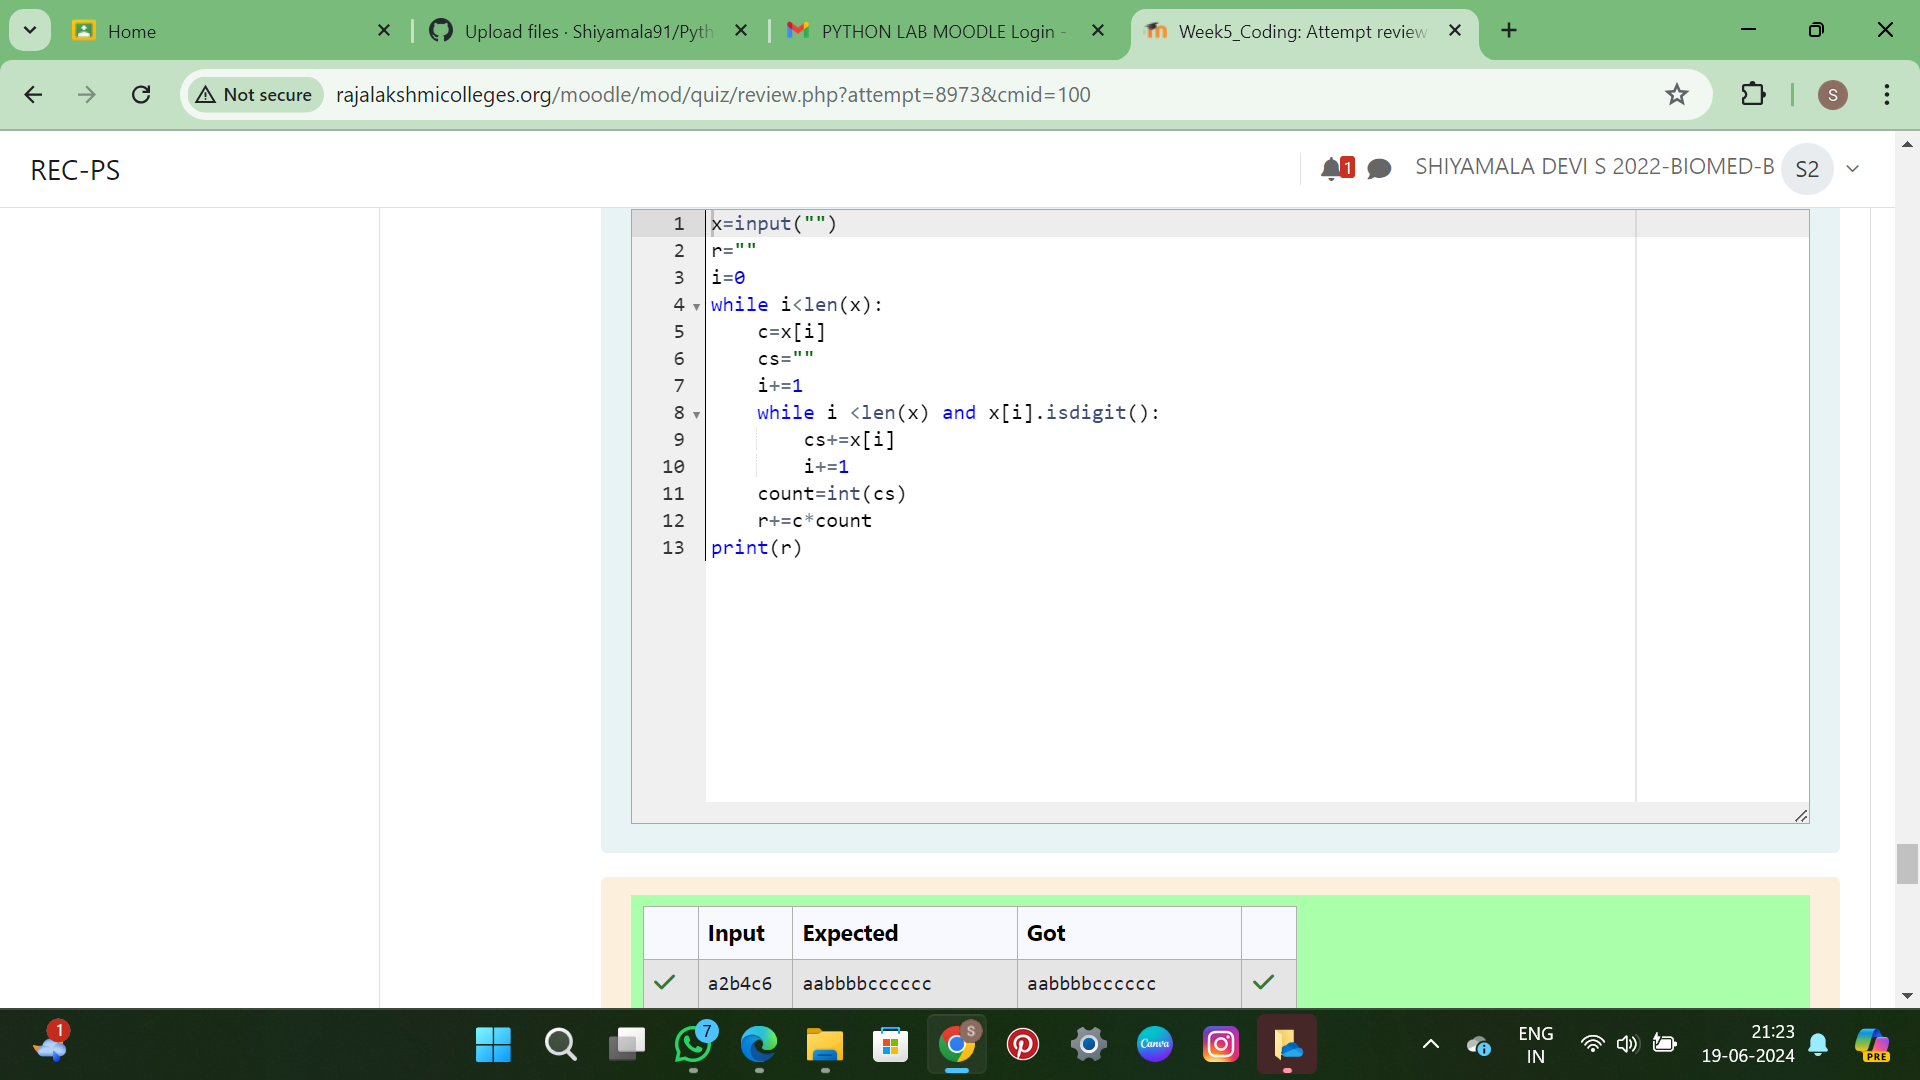 Home
Upload files · Shiyamala91/Pyth
PYTHON LAB MOODLE Login -
Week5_Coding: Attempt review
Not secure
rajalakshmicolleges.org/moodle/mod/quiz/review.php?attempt=8973&cmid=100
S
REC-PS
1
SHIYAMALA DEVI S 2022-BIOMED-B
S2
1 x=input("")
2 r=""
3 i=0
4 while i<len(x):
5     c=x[i]
6     cs=""
7     i+=1
8     while i <len(x) and x[i].isdigit():
9         cs+=x[i]
10         i+=1
11     count=int(cs)
12     r+=c*count
13 print(r)
Input Expected Got
a2b4c6 aabbbbcccccc aabbbbcccccc
1
7
S
Canva
ENG
IN
21:23
19-06-2024
PRE